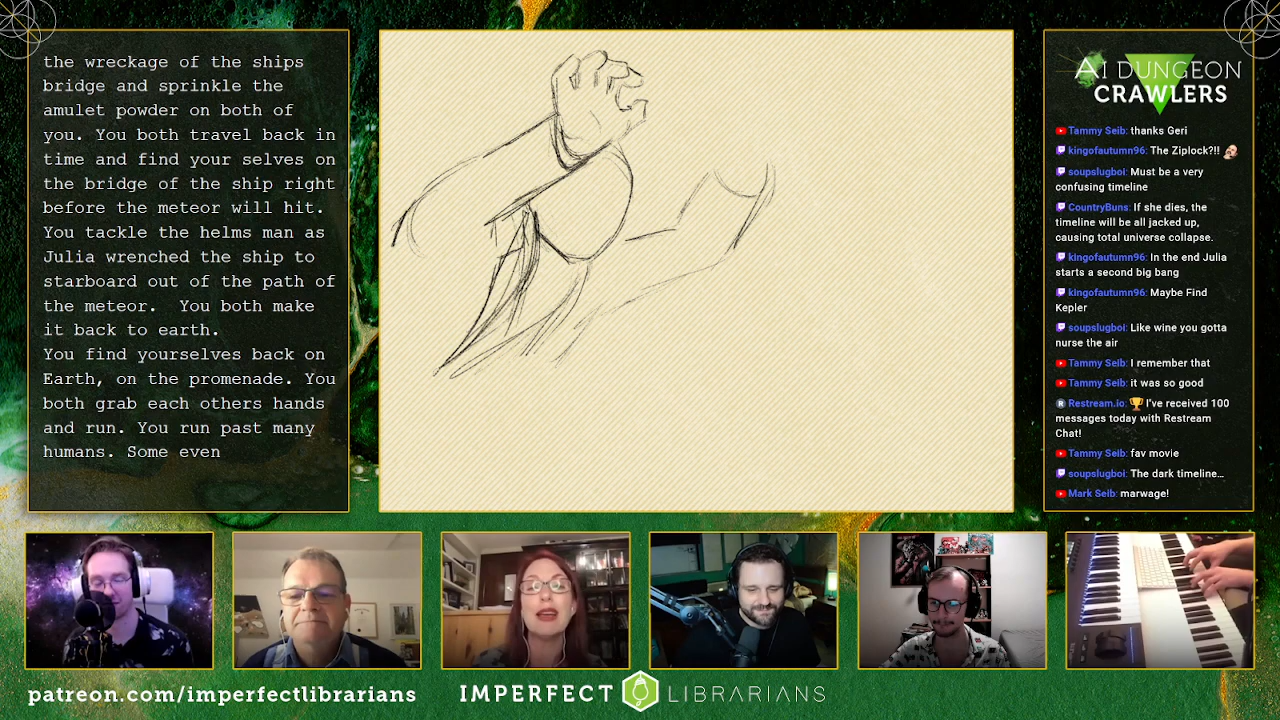 the wreckage of the ships
bridge and sprinkle the
amulet powder on both of
you. You both travel back in
time and find your selves on
the bridge of the ship right
before the meteor will hit.
You tackle the helms man as
Julia wrenched the ship to
starboard out of the path of
the meteor.  You both make
it back to earth.
You find yourselves back on
Earth, on the promenade. You
both grab each others hands
and run. You run past many
humans. Some even
AI DUNGEON
CRAWLERS
Tammy Seib: thanks Geri
kingofautumn96: The Ziplock?!!
soupslugboi: Must be a very
confusing timeline
CountryBuns: If she dies, the
timeline will be all jacked up,
causing total universe collapse.
kingofautumn96: In the end Julia
starts a second big bang
kingofautumn96: Maybe Find
Kepler
soupslugboi: Like wine you gotta
nurse the air
Tammy Seib: I remember that
Tammy Seib: it was so good
Restream.io: 🏆 I've received 100
messages today with Restream
Chat!
Tammy Seib: fav movie
soupslugboi: The dark timeline…
Mark Seib: marwage!
patreon.com/imperfectlibrarians
IMPERFECT LIBRARIANS